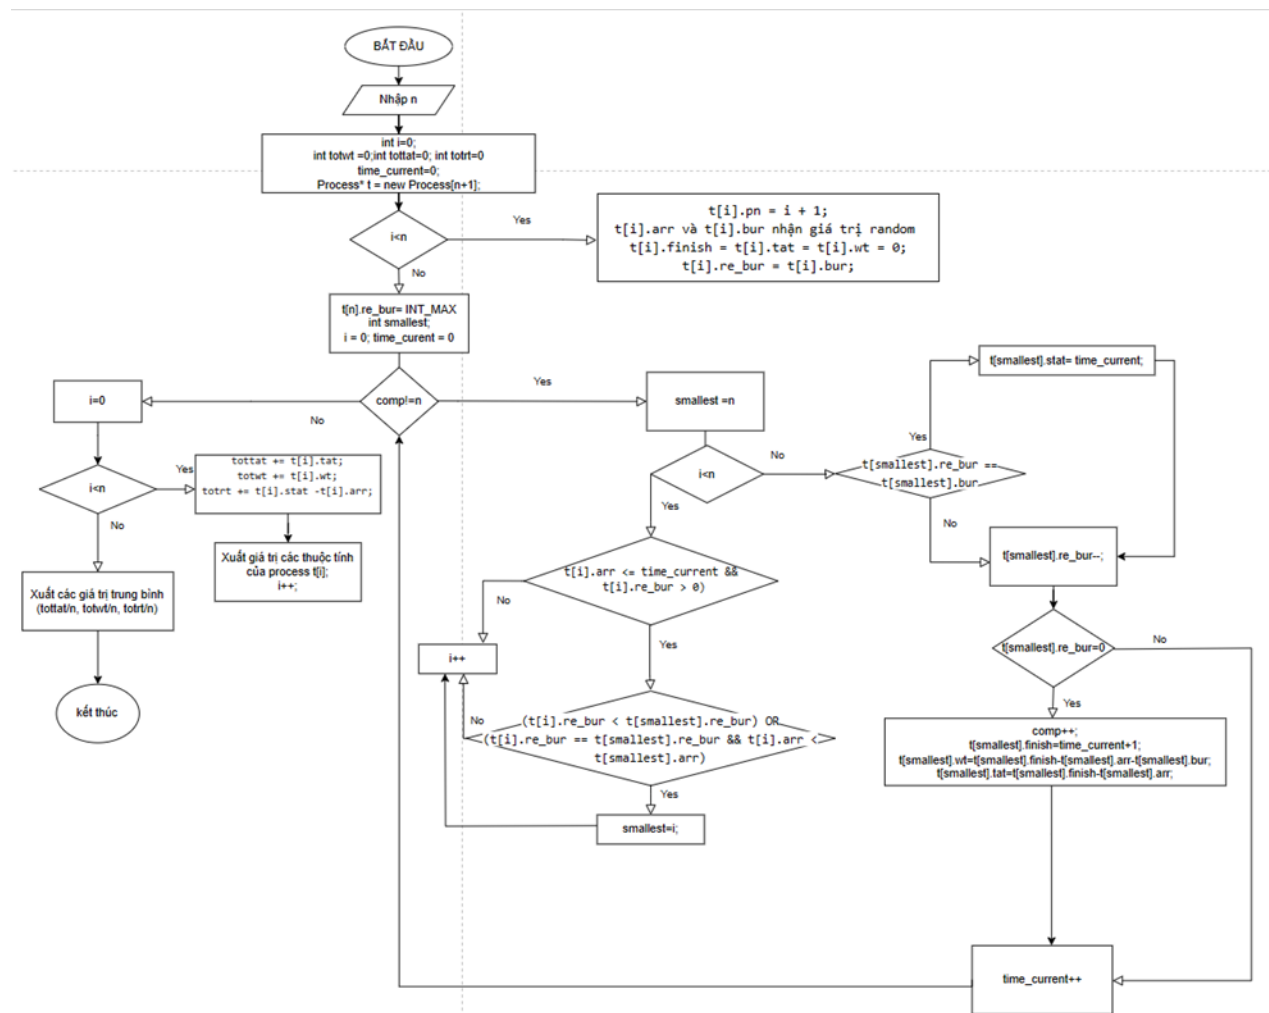 BẮT ĐẦU
Nhập n
int i=0;
int totwt =0;int tottat=0; int totrt=0
time_current=0;
Process* t = new Process[n+1];
i<n
Yes
t[i].pn = i + 1;
t[i].arr và t[i].bur nhận giá trị random
t[i].finish = t[i].tat = t[i].wt = 0;
t[i].re_bur = t[i].bur;
No
t[n].re_bur= INT_MAX
int smallest;
i = 0; time_curent = 0
comp!=n
No
i=0
i<n
Yes
tottat += t[i].tat;
totwt += t[i].wt;
totrt += t[i].stat -t[i].arr;
Xuất giá trị các thuộc tính
của process t[i];
i++;
No
Xuất các giá trị trung bình
(tottat/n, totwt/n, totrt/n)
kết thúc
Yes
smallest =n
i<n
Yes
t[i].arr <= time_current &&
t[i].re_bur > 0)
No
i++
Yes
(t[i].re_bur < t[smallest].re_bur) OR
(t[i].re_bur == t[smallest].re_bur && t[i].arr <
t[smallest].arr)
No
Yes
smallest=i;
No
t[smallest].re_bur ==
t[smallest].bur
Yes
t[smallest].stat= time_current;
No
t[smallest].re_bur--;
t[smallest].re_bur=0
No
Yes
comp++;
t[smallest].finish=time_current+1;
t[smallest].wt=t[smallest].finish-t[smallest].arr-t[smallest].bur;
t[smallest].tat=t[smallest].finish-t[smallest].arr;
time_current++